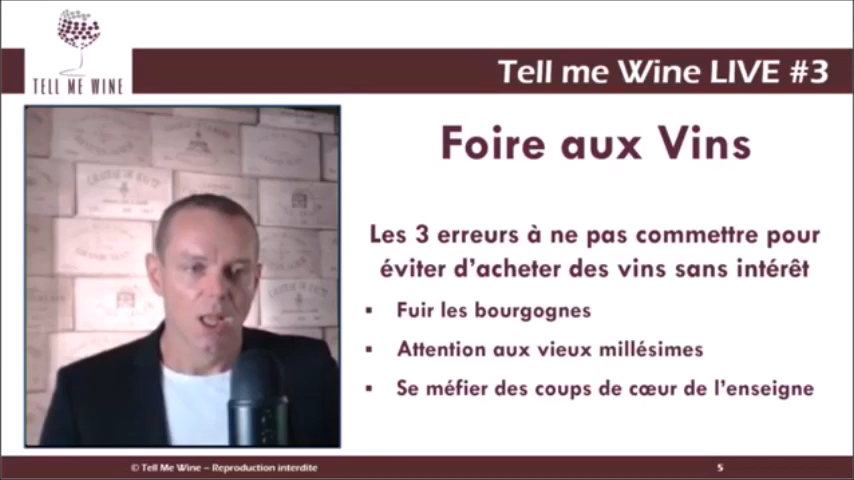 TELL ME WINE
Tell me Wine LIVE #3
Foire aux Vins
Les 3 erreurs à ne pas commettre pour
éviter d'acheter des vins sans intérêt
▪ Fuir les bourgognes
▪ Attention aux vieux millésimes
▪ Se méfier des coups de cœur de l'enseigne
© Tell Me Wine – Reproduction interdite
5